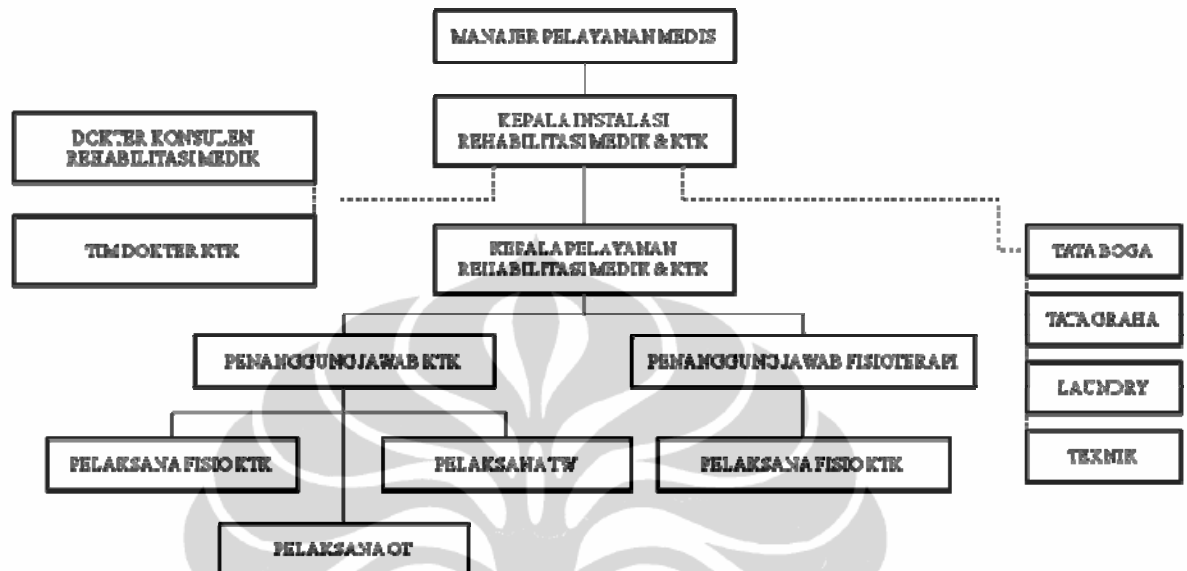 MANAJER PELAYANAN MEDIS
KEPALA INSTALASI
REHABILITASI MEDIK & KTK
DOKTER KONSULEN
REHABILITASI MEDIK
TIM DOKTER KTK
KEPALA PELAYANAN
REHABILITASI MEDIK & KTK
TATA BOGA
TATA GRAHA
LAUNDRY
TEKNIK
PENANGGUNG JAWAB KTK
PENANGGUNG JAWAB FISIOTERAPI
PELAKSANA FISIO KTK
PELAKSANA TW
PELAKSANA FISIO KTK
PELAKSANA OT